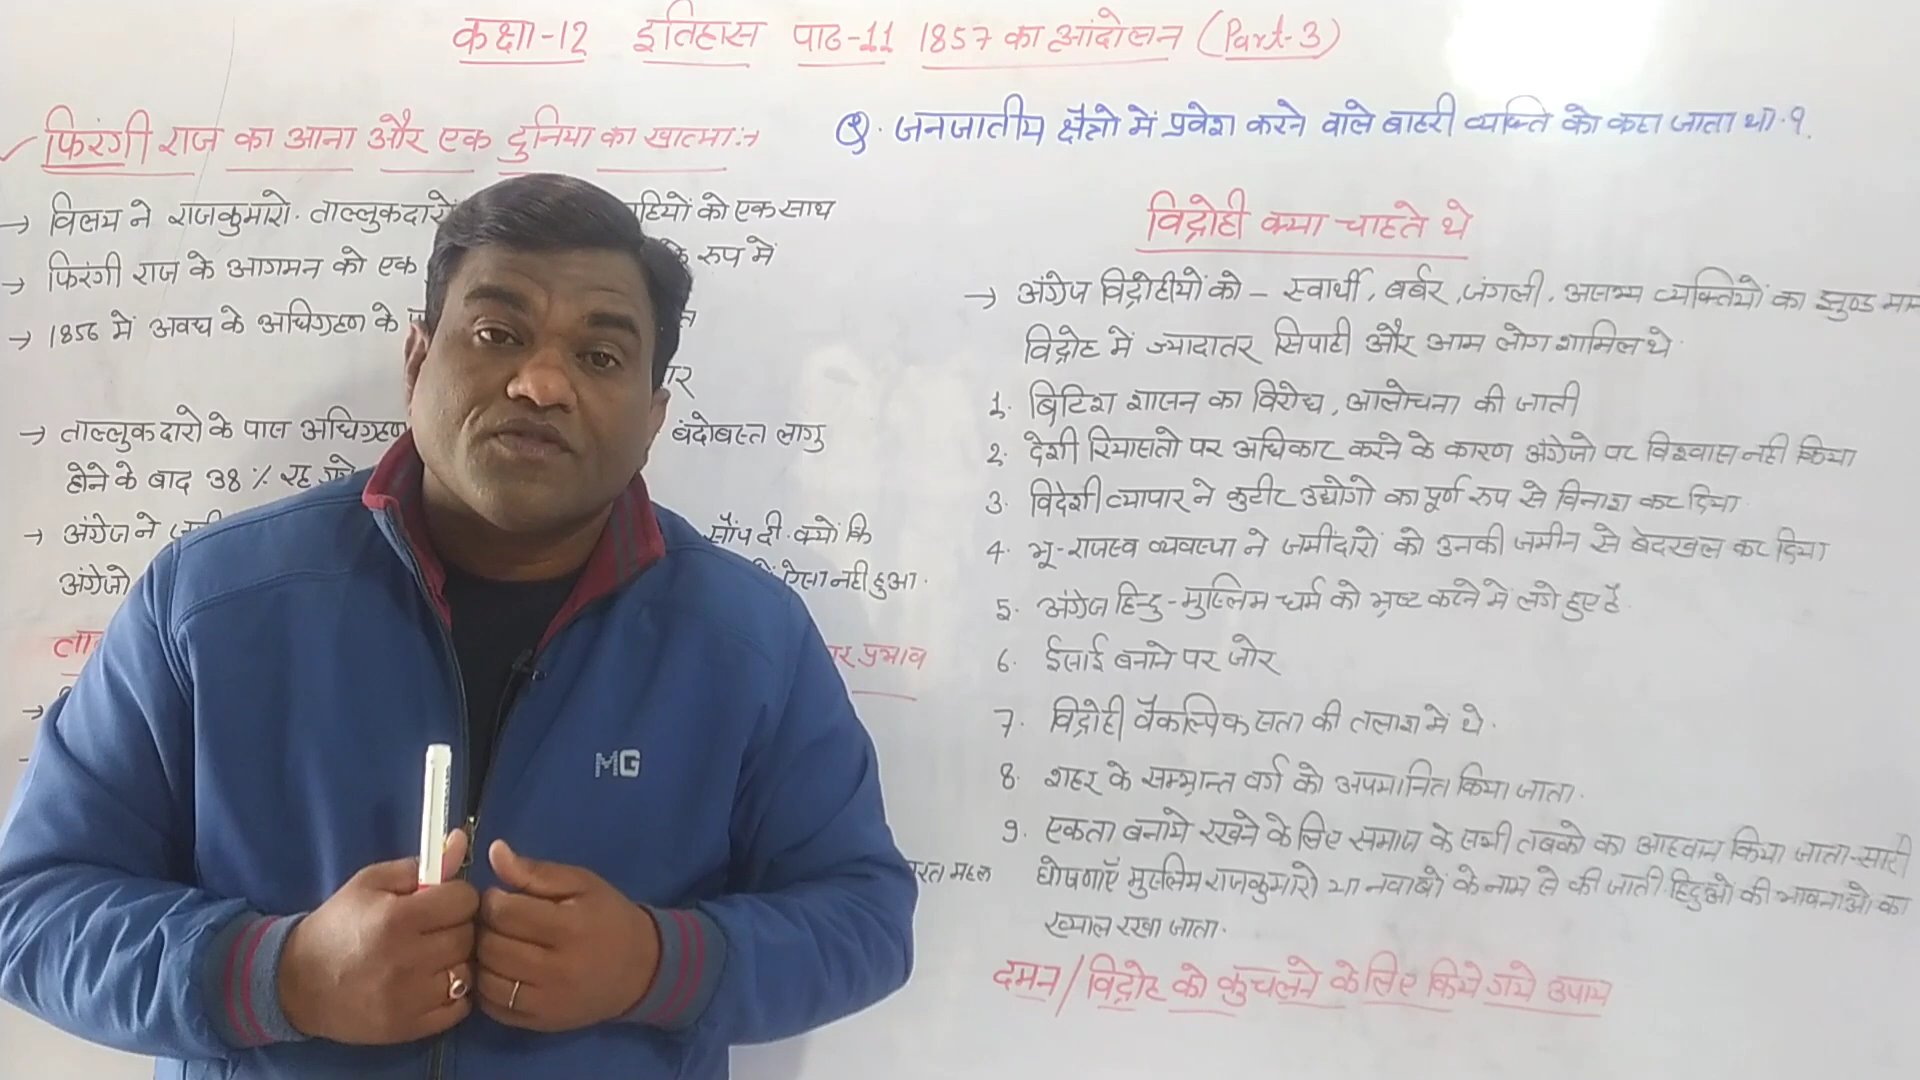 कक्षा-12 इतिहास पाठ-11 1857 का आंदोलन (Part-3)
फिरंगी राज का आना और एक दुनिया का खात्मा:→
→ विलय ने राजकुमारो. ताल्लुकदारो को एक साथ
→ फिरंगी राज के आगमन को एक रूप में
→ 1856 में अवध के अधिग्रहण के
→ ताल्लुकदारो के पास अधिग्रहण बंदोबस्त लागु
होने के बाद 38 % रह गये
→ अंग्रेज ने सौंप दी. क्यों कि
अंग्रेजो ऐसा नही हुआ.
पर प्रभाव
महल
Q. जनजातीय क्षैत्रो में प्रवेश करने वाले बाहरी व्यक्ति को कहा जाता था.?
विद्रोही क्या चाहते थे
→ अंग्रेज विद्रोहीयों को – स्वार्थी, बर्बर, जंगली, असभ्य व्यक्तियों का झुण्ड
विद्रोह में ज्यादातर सिपाही और आम लोग शामिल थे.
1. ब्रिटिश शासन का विरोध, आलोचना की जाती
2. देशी रियासतो पर अधिकार करने के कारण अंग्रेजो पर विश्वास नही किया
3. विदेशी व्यापार ने कुटीर उद्योगो का पूर्ण रूप से विनाश कर दिया
4. भू-राजस्व व्यवस्था ने जमींदारों को उनकी जमीन से बेदखल कर दिया
5. अंग्रेज हिन्दु-मुस्लिम धर्म को भ्रष्ट करने में लगे हुए है.
6. ईसाई बनाने पर जोर
7. विद्रोही वैकल्पिक सता की तलाश में थे.
8. शहर के सम्भ्रान्त वर्ग को अपमानित किया जाता.
9. एकता बनाये रखने के लिए समाज के सभी तबको का आहवान किया जाता-सारी
घोषणाएँ मुस्लिम राजकुमारो या नवाबों के नाम से की जाती. हिंदुओ की भावनाओ का
ख्याल रखा जाता.
दमन/विद्रोह को कुचलने के लिए किये गये उपाय
MG